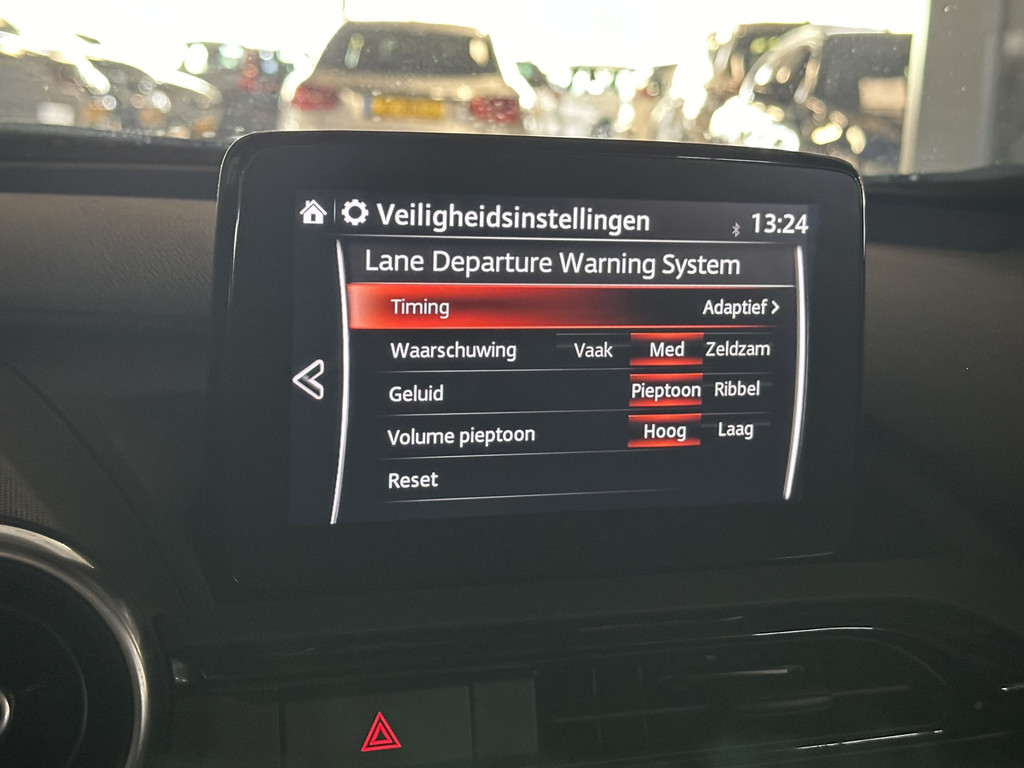 Veiligheidsinstellingen 13:24
Lane Departure Warning System
Timing Adaptief
Waarschuwing Vaak Med Zeldzam
Geluid Pieptoon Ribbel
Volume pieptoon Hoog Laag
Reset